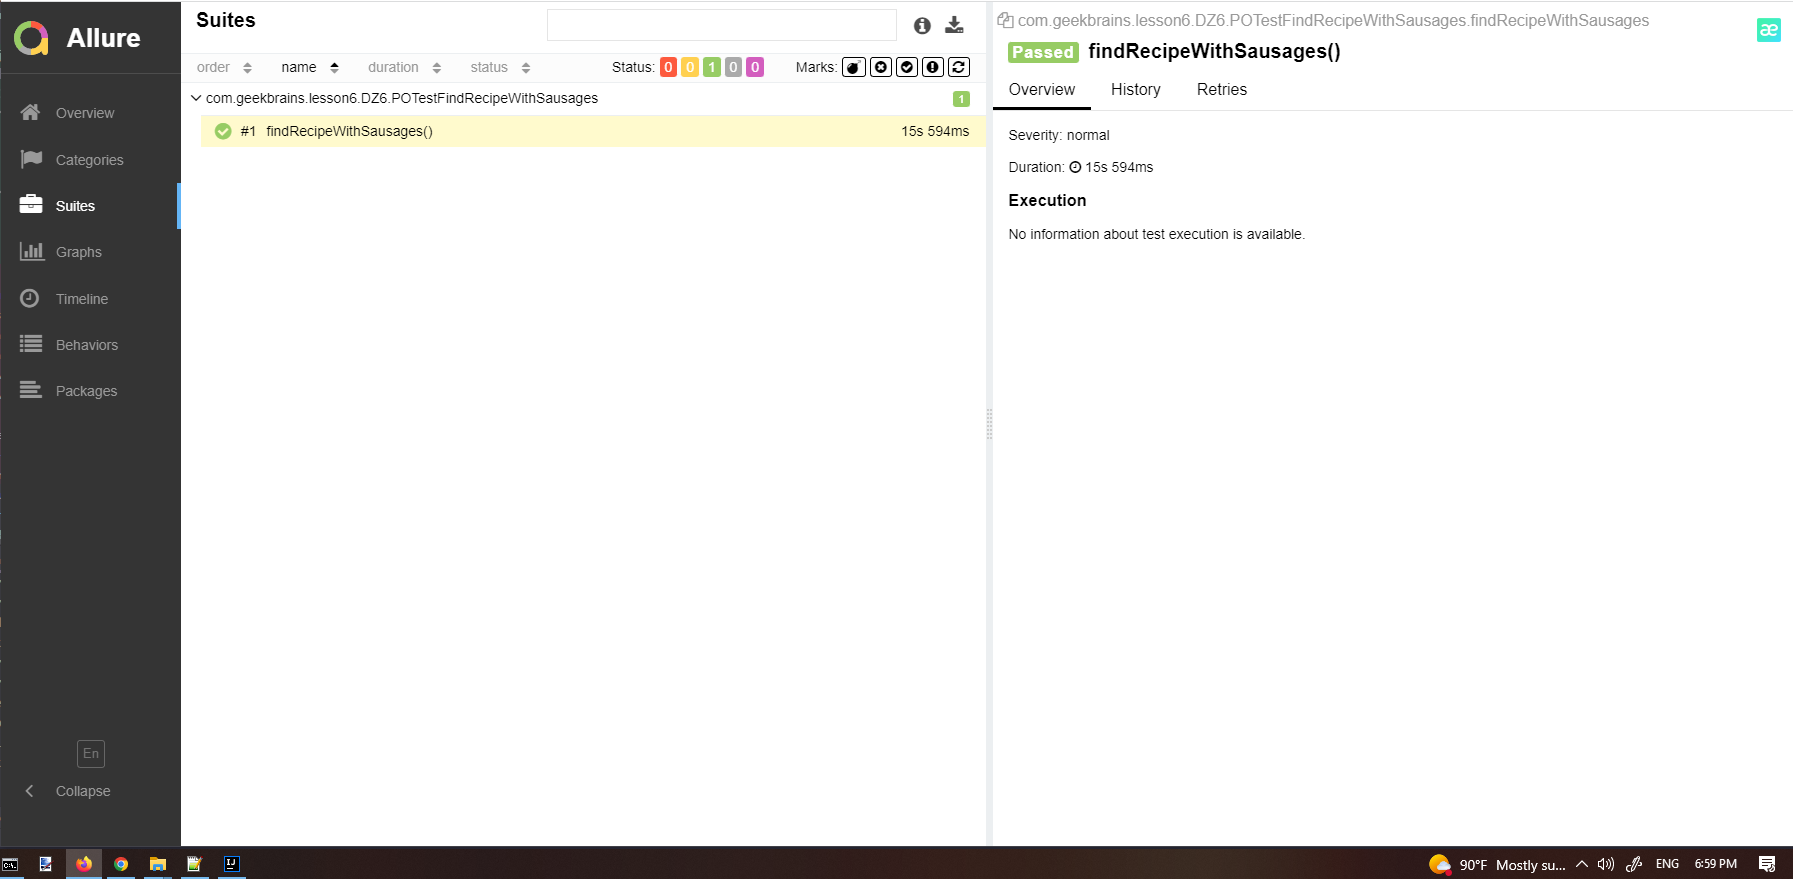 Allure
Overview
Categories
Suites
Graphs
Timeline
Behaviors
Packages
En
Collapse
Suites
order name duration status Status: 0 0 1 0 0 Marks:
com.geekbrains.lesson6.DZ6.POTestFindRecipeWithSausages 1
#1 findRecipeWithSausages() 15s 594ms
com.geekbrains.lesson6.DZ6.POTestFindRecipeWithSausages.findRecipeWithSausages
æ
Passed findRecipeWithSausages()
Overview History Retries
Severity: normal
Duration: 15s 594ms
Execution
No information about test execution is available.
90°F Mostly su... ENG 6:59 PM